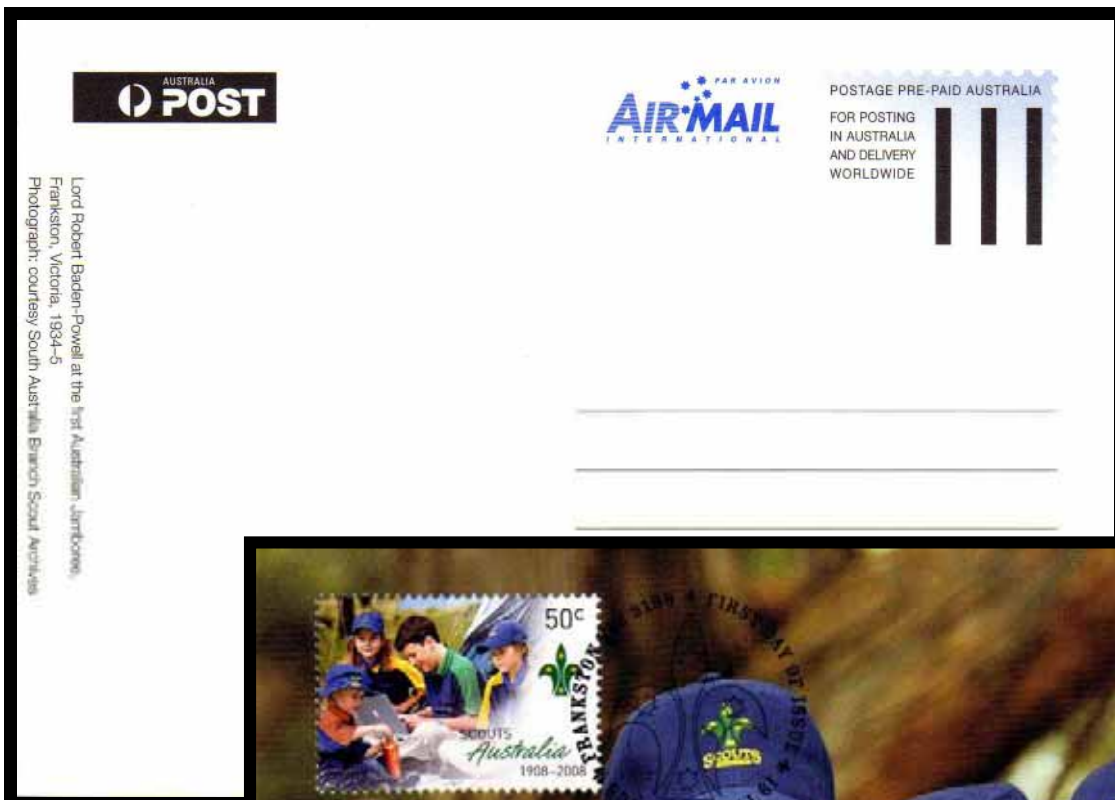 AUSTRALIA
POST
PAR AVION
AIR MAIL
INTERNATIONAL
POSTAGE PRE-PAID AUSTRALIA
FOR POSTING
IN AUSTRALIA
AND DELIVERY
WORLDWIDE
Lord Robert Baden-Powell at the first Australian Jamboree,
Frankston, Victoria, 1934–5
Photograph: courtesy South Australia Branch Scout Archives
50c
SCOUTS
Australia
1908–2008
FRANKSTON 3199 FIRST DAY OF ISSUE 19
SCOUTS